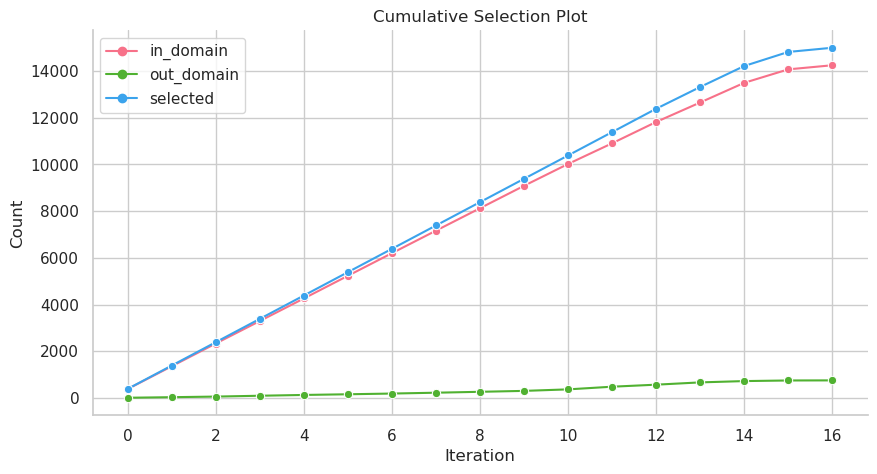 Cumulative Selection Plot
in_domain
out_domain
selected
14000
12000
10000
8000
6000
4000
2000
0
Count
0 2 4 6 8 10 12 14 16
Iteration